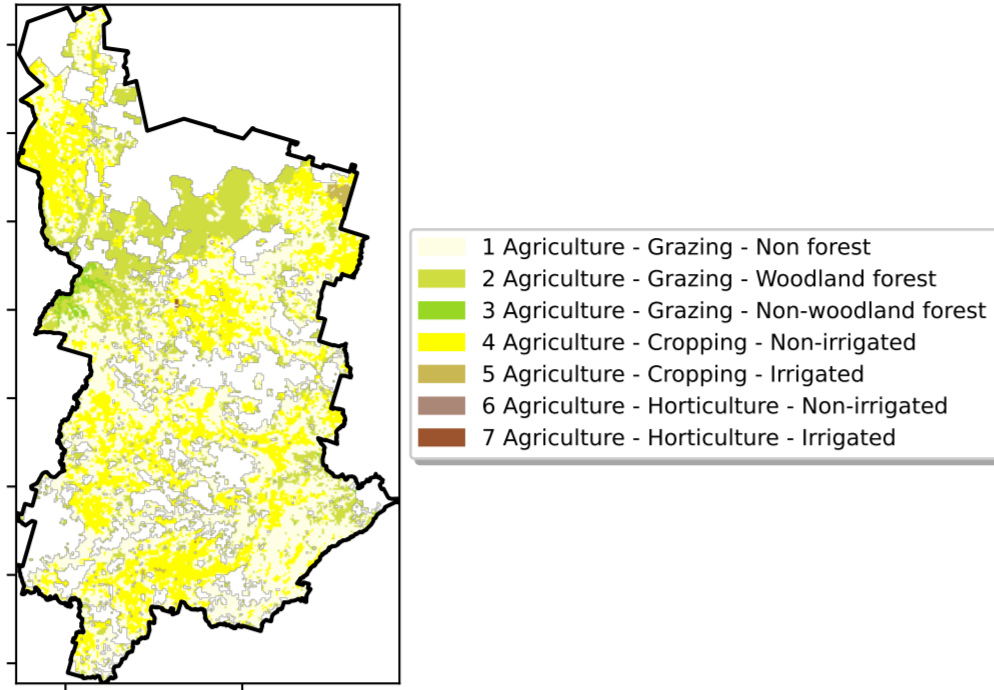 1 Agriculture - Grazing - Non forest
2 Agriculture - Grazing - Woodland forest
3 Agriculture - Grazing - Non-woodland forest
4 Agriculture - Cropping - Non-irrigated
5 Agriculture - Cropping - Irrigated
6 Agriculture - Horticulture - Non-irrigated
7 Agriculture - Horticulture - Irrigated